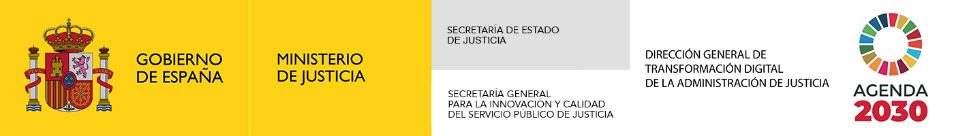 GOBIERNO
DE ESPAÑA
MINISTERIO
DE JUSTICIA
SECRETARÍA DE ESTADO
DE JUSTICIA
SECRETARÍA GENERAL
PARA LA INNOVACIÓN Y CALIDAD
DEL SERVICIO PÚBLICO DE JUSTICIA
DIRECCIÓN GENERAL DE
TRANSFORMACIÓN DIGITAL
DE LA ADMINISTRACIÓN DE JUSTICIA
AGENDA
2030